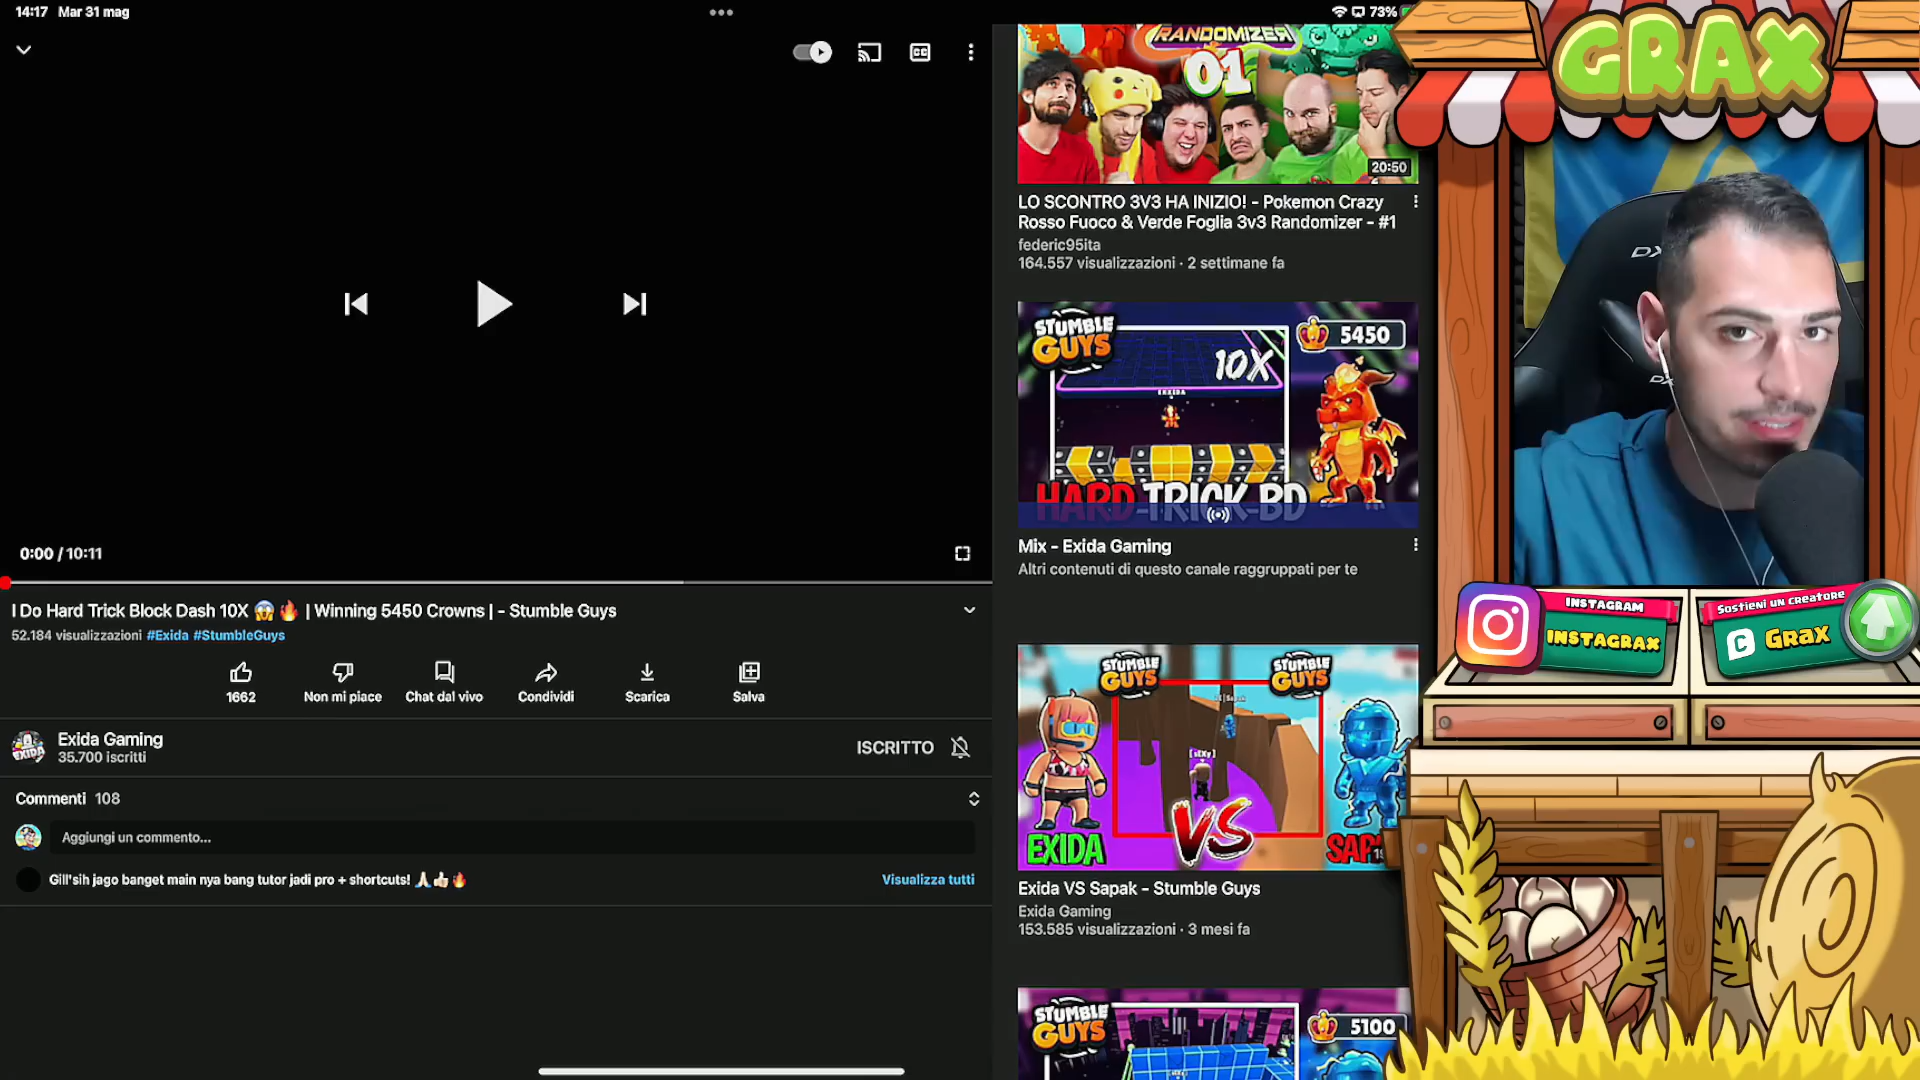 14:17 Mar 31 mag
73%
0:00 / 10:11
I Do Hard Trick Block Dash 10X 😱🔥 | Winning 5450 Crowns | - Stumble Guys
52.184 visualizzazioni #Exida #StumbleGuys
1662
Non mi piace
Chat dal vivo
Condividi
Scarica
Salva
EXIDA
Exida Gaming
35.700 iscritti
ISCRITTO
Commenti 108
Aggiungi un commento...
Gill'sih jago banget main nya bang tutor jadi pro + shortcuts! 🙏👍🔥
Visualizza tutti
RANDOMIZER
01
20:50
LO SCONTRO 3V3 HA INIZIO! - Pokemon Crazy
Rosso Fuoco & Verde Foglia 3v3 Randomizer - #1
federic95ita
164.557 visualizzazioni · 2 settimane fa
STUMBLE
GUYS
10X
5450
HARD TRICK BD
Mix - Exida Gaming
Altri contenuti di questo canale raggruppati per te
STUMBLE
GUYS
STUMBLE
GUYS
VS
EXIDA
Exida VS Sapak - Stumble Guys
Exida Gaming
153.585 visualizzazioni · 3 mesi fa
STUMBLE
GUYS
5100
GRAX
INSTAGRAM
INSTAGRAX
SOSTIENI UN CREATORE
GRAX